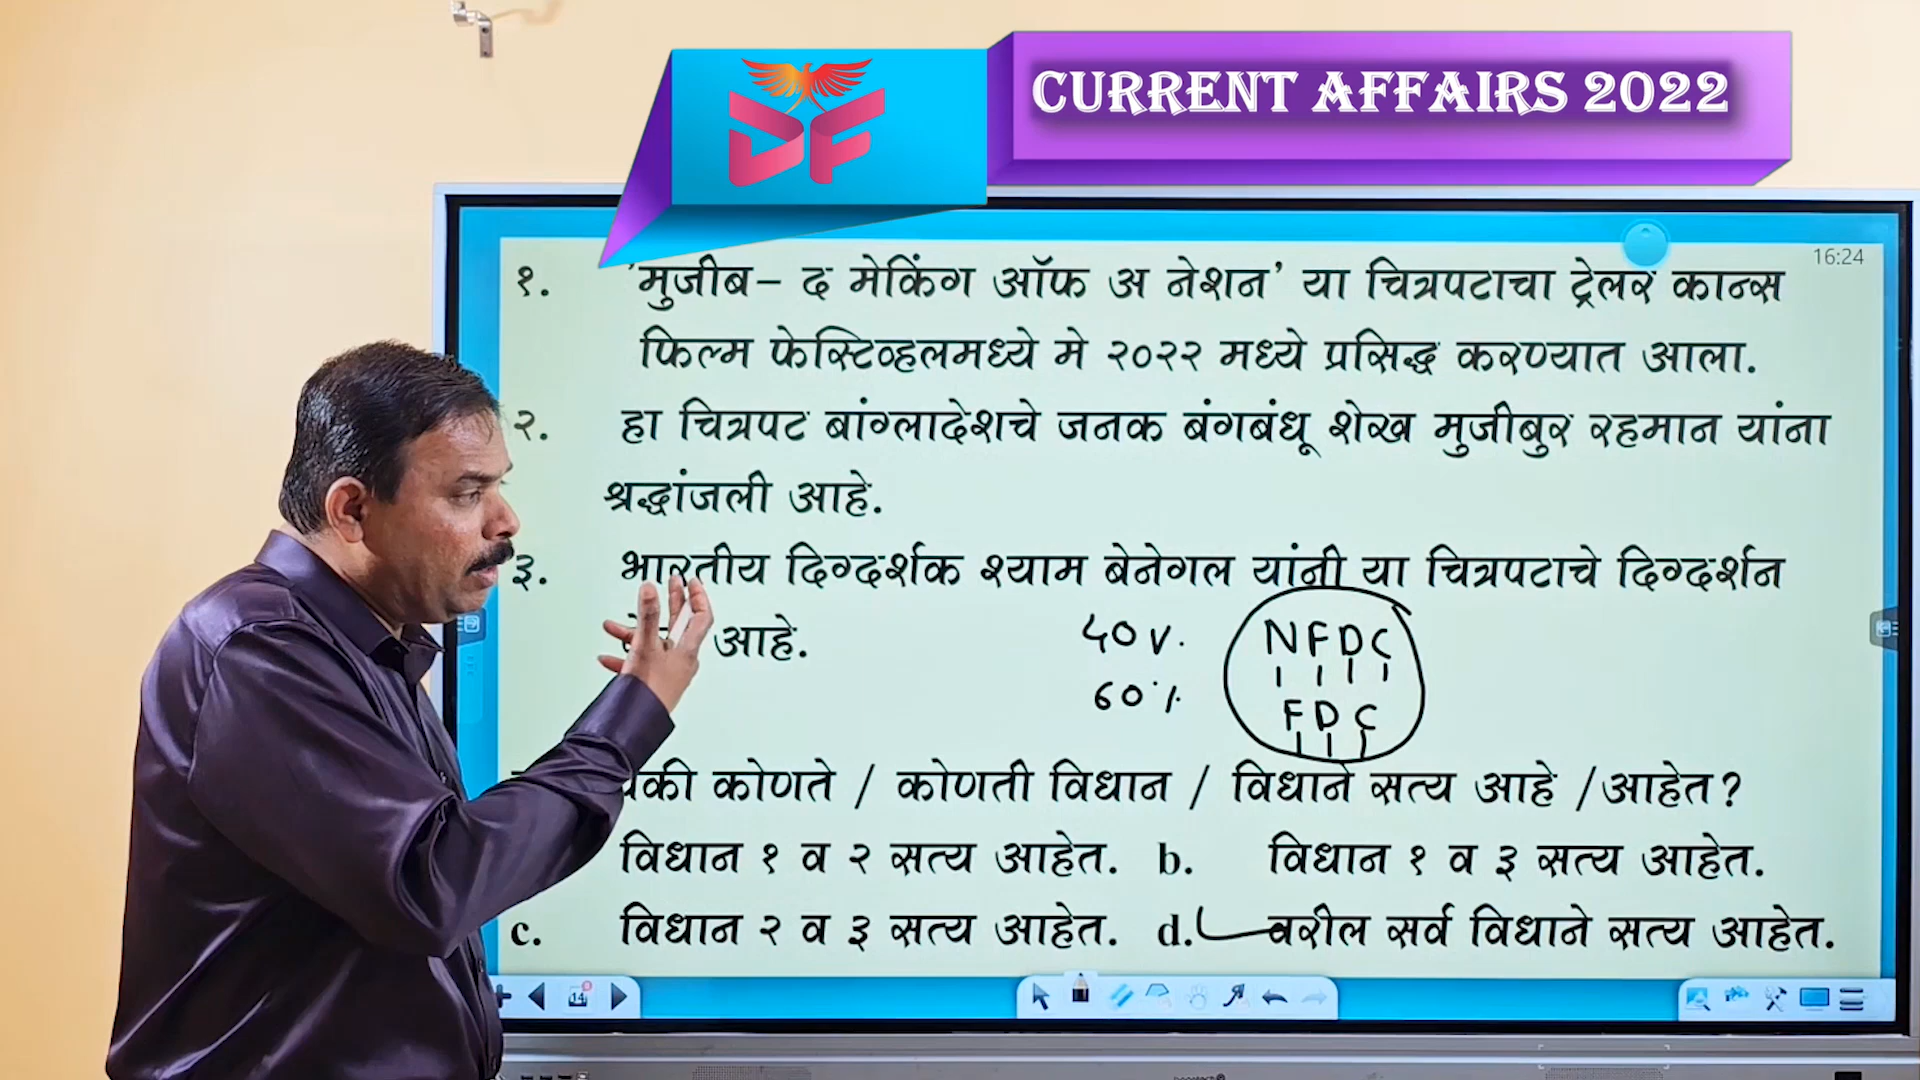 DF
CURRENT AFFAIRS 2022
16:24
१. 'मुजीब– द मेकिंग ऑफ अ नेशन' या चित्रपटाचा ट्रेलर कान्स
फिल्म फेस्टिव्हलमध्ये मे २०२२ मध्ये प्रसिद्ध करण्यात आला.
२. हा चित्रपट बांग्लादेशचे जनक बंगबंधू शेख मुजीबुर रहमान यांना
श्रद्धांजली आहे.
३. भारतीय दिग्दर्शक श्याम बेनेगल यांनी या चित्रपटाचे दिग्दर्शन
आहे.
40 %.
60 %
NFDC
FDC
कोणते / कोणती विधान / विधाने सत्य आहे /आहेत?
विधान १ व २ सत्य आहेत. b. विधान १ व ३ सत्य आहेत.
c. विधान २ व ३ सत्य आहेत. d. वरील सर्व विधाने सत्य आहेत.
14